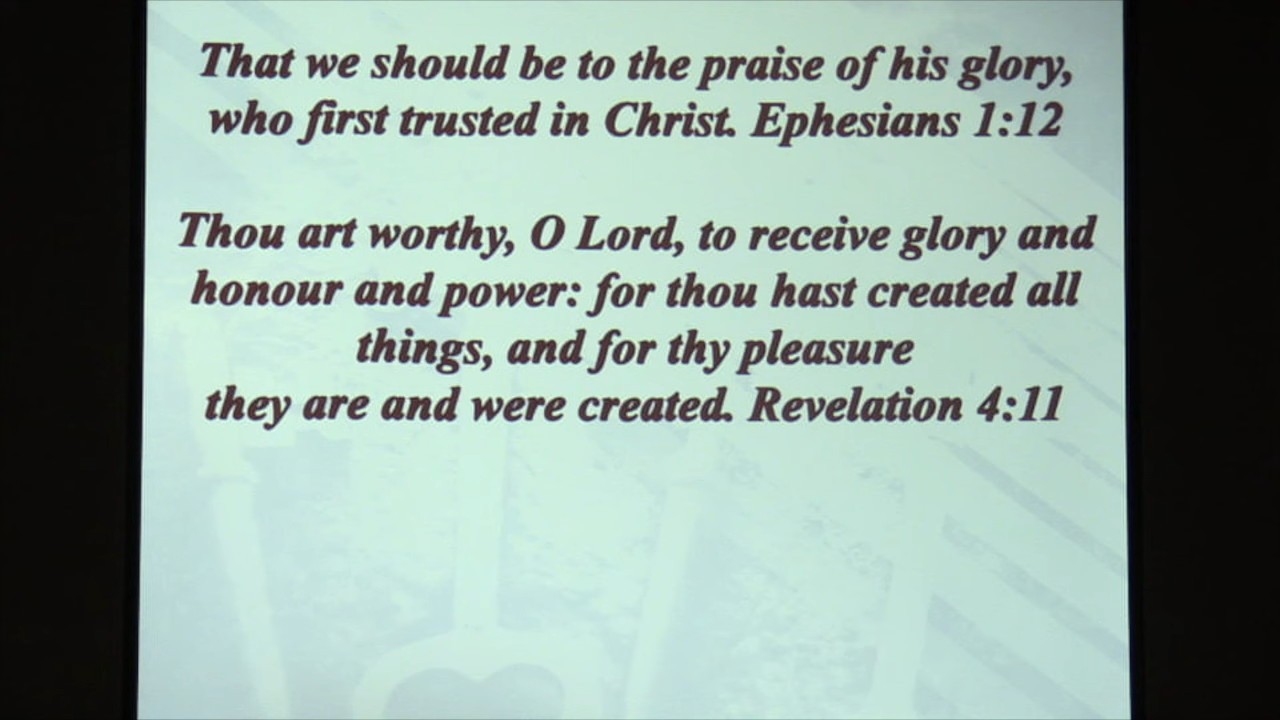 That we should be to the praise of his glory,
who first trusted in Christ. Ephesians 1:12
Thou art worthy, O Lord, to receive glory and
honour and power: for thou hast created all
things, and for thy pleasure
they are and were created. Revelation 4:11